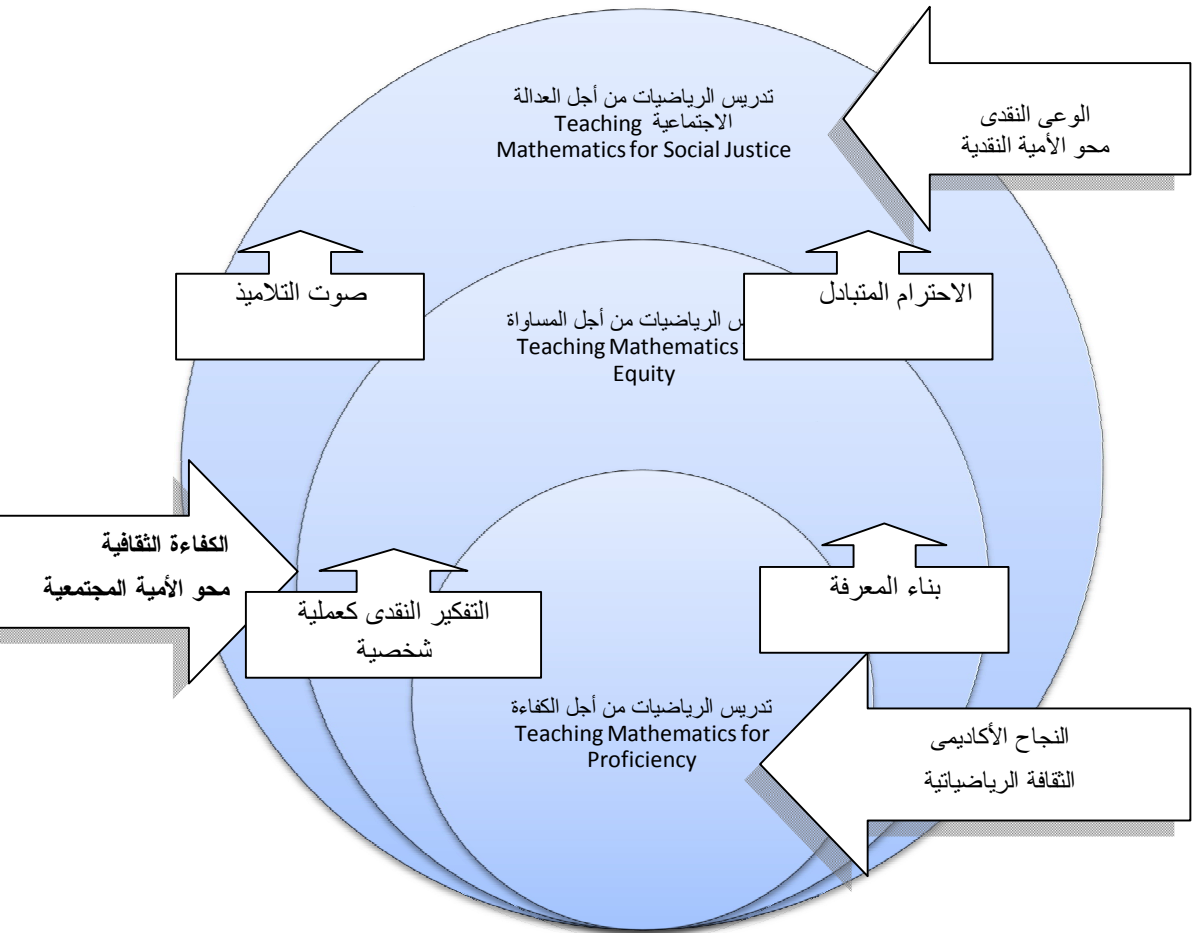 تدريس الرياضيات من أجل العدالة
الاجتماعية Teaching
Mathematics for Social Justice
الوعى النقدى
محو الأمية النقدية
صوت التلاميذ
الاحترام المتبادل
الرياضيات من أجل المساواة
Teaching Mathematics
Equity
الكفاءة الثقافية
محو الأمية المجتمعية
التفكير النقدى كعملية
شخصية
بناء المعرفة
تدريس الرياضيات من أجل الكفاءة
Teaching Mathematics for
Proficiency
النجاح الأكاديمى
الثقافة الرياضياتية